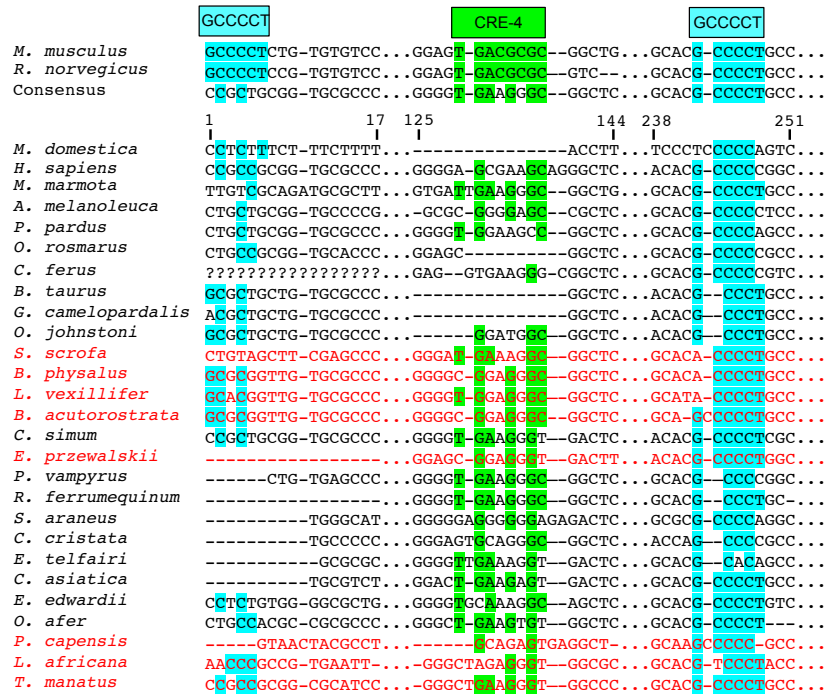 GCCCCT CRE-4 GCCCCT
M. musculus GCCCCTCTG-TGTGTCC...GGAGT-GACGCGC--GGCTG...GCACG-CCCCTGCC...
R. norvegicus GCCCCTCCG-TGTGTCC...GGAGT-GACGCGC--GTC--...GCACG-CCCCTGCC...
Consensus CCGCTGCGG-TGCGCCC...GGGGT-GAAGGGC--GGCTC...GCACG-CCCCTGCC...
1 17 125 144 238 251
M. domestica CCTCTTTCT-TTCTTTT...---------------ACCTT...TCCCTCCCCCCAGTC...
H. sapiens CCGCCGCGG-TGCGCCC...GGGGA-GCGAAGCAGGGCTC...ACACG-CCCCCGGC...
M. marmota TTGTCGCAGATGCGCTT...GTGATTGAAGGGC--GGCTG...GCACG-CCCCTGCC...
A. melanoleuca CTGCTGCGG-TGCCCCG...-GCGC-GGGGAGC--CGCTC...GCACG-CCCCCTCC...
P. pardus CTGCTGCGG-TGCGCCC...GGGGT-GGAAGCC--GGCTC...GCACG-CCCCAGCC...
O. rosmarus CTGCCGCGG-TGCACCC...GGAGC----------GGCTC...GCACG-CCCCCGCC...
C. ferus ?????????????????...GAG--GTGAAGGG-CGGCTC...GCACG-CCCCCGTC...
B. taurus GCGCTGCTG-TGCGCCC...---------------GGCTC...ACACG--CCCTGCC...
G. camelopardalis ACGCTGCTG-TGCGCCC...---------------GGCTC...ACACG--CCCTGCC...
O. johnstoni GCGCTGCTG-TGCGCCC...-------GGATGGC--GGCTC...ACACG--CCCTGCC...
S. scrofa CTGTAGCTT-CGAGCCC...GGGAT-GAAAGGC--GGCTC...GCACA-CCCCTGCC...
B. physalus GCGCGGTTG-TGCGCCC...GGGGC-GGAGGGC--GGCTC...ACACA-CCCCTGCC...
L. vexillifer GCACGGTTG-TGCGCCC...GGGGT-GGAGGGC--GGCTC...GCATA-CCCCTGCC...
B. acutorostrata GCGCGGTTG-TGCGCCC...GGGGC-GGAGGGC--GGCTC...GCA-GCCCCCTGCC...
C. simum CCGCTGCGG-TGCGCCC...GGGGT-GAAGGGT--GACTC...ACACG-CCCCTCGC...
E. przewalskii -----------------...GGAGC-GGAGGGT--GACTT...ACACG-CCCCTGGC...
P. vampyrus ------CTG-TGAGCCC...GGGGT-GAAGGGC--GGCTC...GCACG--CCCCGGC...
R. ferrumequinum -----------------...GGGGT-GAAGGGC--GGCTC...GCACG--CCCTGC-...
S. araneus ----------TGGGCAT...GGGGGAGGGGGGAGAGACTC...GCGCG-CCCCAGGC...
C. cristata ----------TGCCCCC...GGGAGTGCAGGGC--GGCTC...ACCAG--CCCCGCC...
E. telfairi -----------GCGCGC...GGGGTTGAAAGGT--GACTC...GCACG--CACAGCC...
C. asiatica ----------TGCGTCT...GGACT-GAAGAGT--GACTC...GCACG-CCCCTGCC...
E. edwardii CCTCTGTGG-GGCGCTG...GGGGTGCAAAGGC--AGCTC...GCACG-CCCCTGTC...
O. afer CTGCCACGC-CGCGCCC...GGGCT-GAAGTGT--GGCTC...GCACG-CCCCT---...
P. capensis -----GTAACTACGCCT...------GCAGAGTGAGGCT-...GCAAGCCCCCC-GCC...
L. africana AACCCGCCG-TGAATT-...GGGCTAGAGGGGT--GGCGC...GCACG-TCCCTACC...
T. manatus CCGCCGCGG-CGCATCC...GGGCTGAAGGGGT--GGCCC...GCACG-CCCCTGCC...